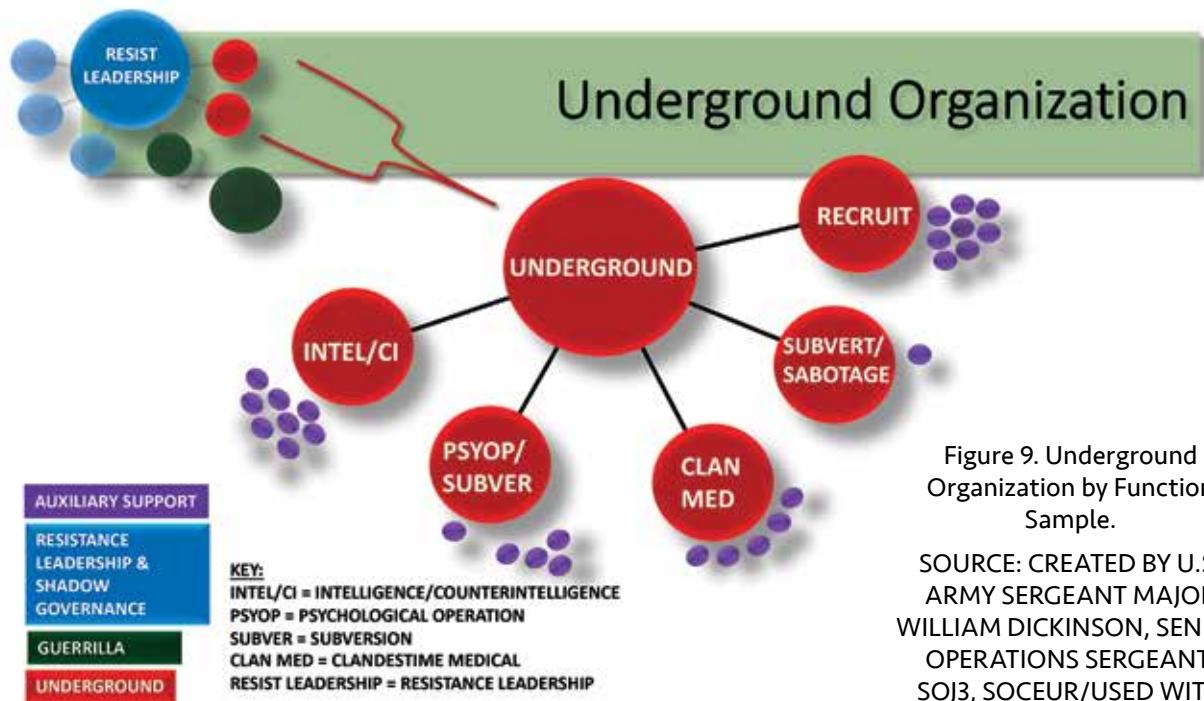 RESIST
LEADERSHIP
Underground Organization
RECRUIT
UNDERGROUND
INTEL/CI
SUBVERT/
SABOTAGE
PSYOP/
SUBVER
CLAN
MED
AUXILIARY SUPPORT
RESISTANCE
LEADERSHIP &
SHADOW
GOVERNANCE
GUERRILLA
UNDERGROUND
KEY:
INTEL/CI = INTELLIGENCE/COUNTERINTELLIGENCE
PSYOP = PSYCHOLOGICAL OPERATION
SUBVER = SUBVERSION
CLAN MED = CLANDESTIME MEDICAL
RESIST LEADERSHIP = RESISTANCE LEADERSHIP
Figure 9. Underground
Organization by Function
Sample.
SOURCE: CREATED BY U.S
ARMY SERGEANT MAJOR
WILLIAM DICKINSON, SEN
OPERATIONS SERGEANT
SOJ3, SOCEUR/USED WIT